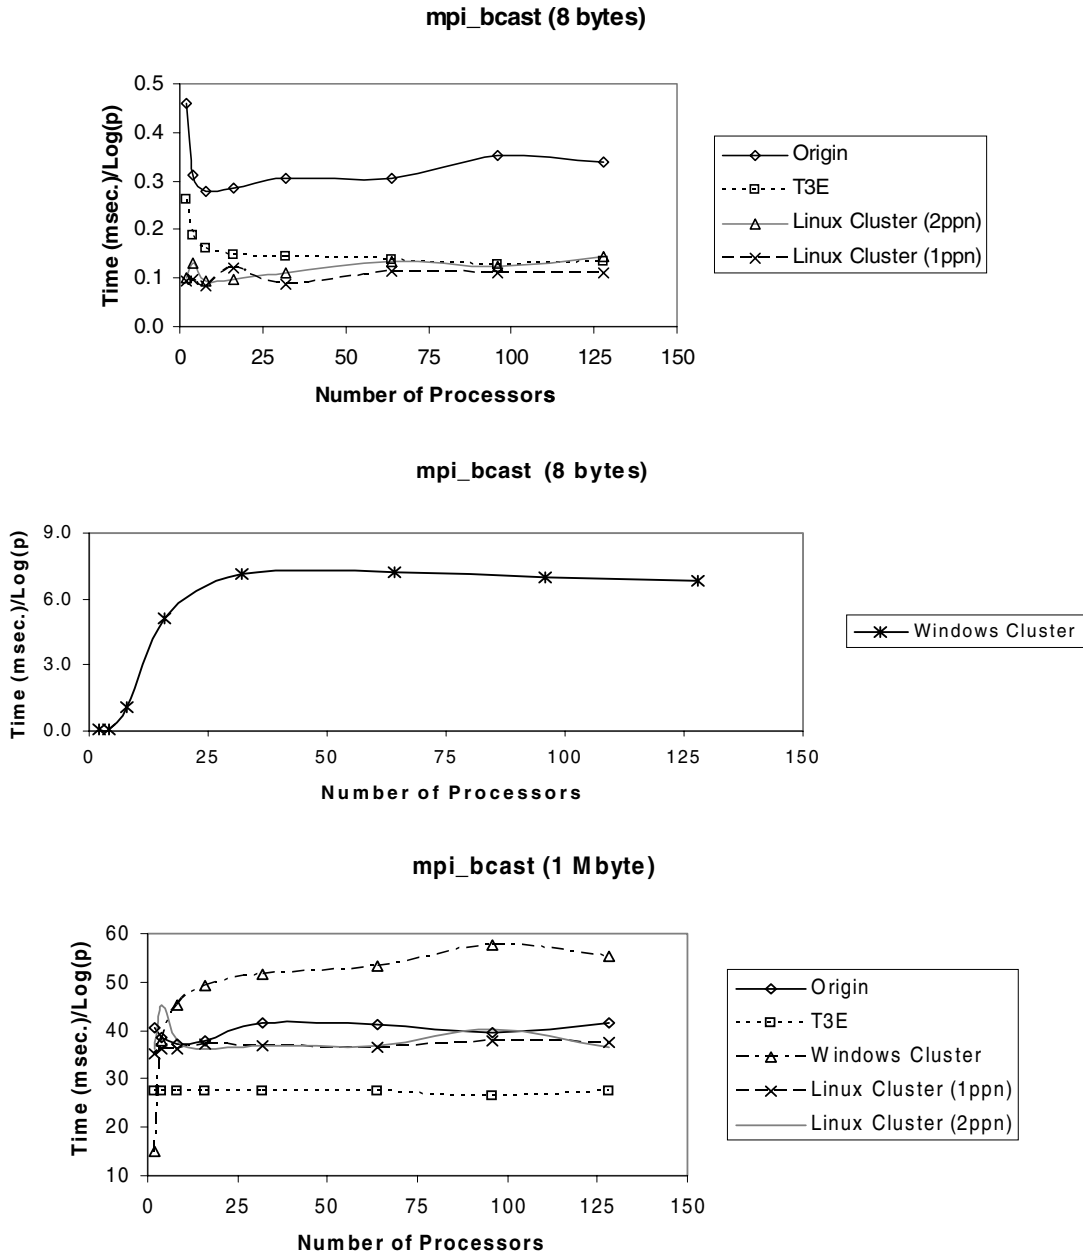 mpi_bcast (8 bytes)
Time (msec.)/Log(p)
0.5
0.4
0.3
0.2
0.1
0.0
0 25 50 75 100 125 150
Number of Processors
Origin
T3E
Linux Cluster (2ppn)
Linux Cluster (1ppn)
mpi_bcast (8 bytes)
Time (msec.)/Log(p)
9.0
6.0
3.0
0.0
0 25 50 75 100 125 150
Number of Processors
Windows Cluster
mpi_bcast (1 Mbyte)
Time (msec.)/Log(p)
60
50
40
30
20
10
0 25 50 75 100 125 150
Number of Processors
Origin
T3E
Windows Cluster
Linux Cluster (1ppn)
Linux Cluster (2ppn)